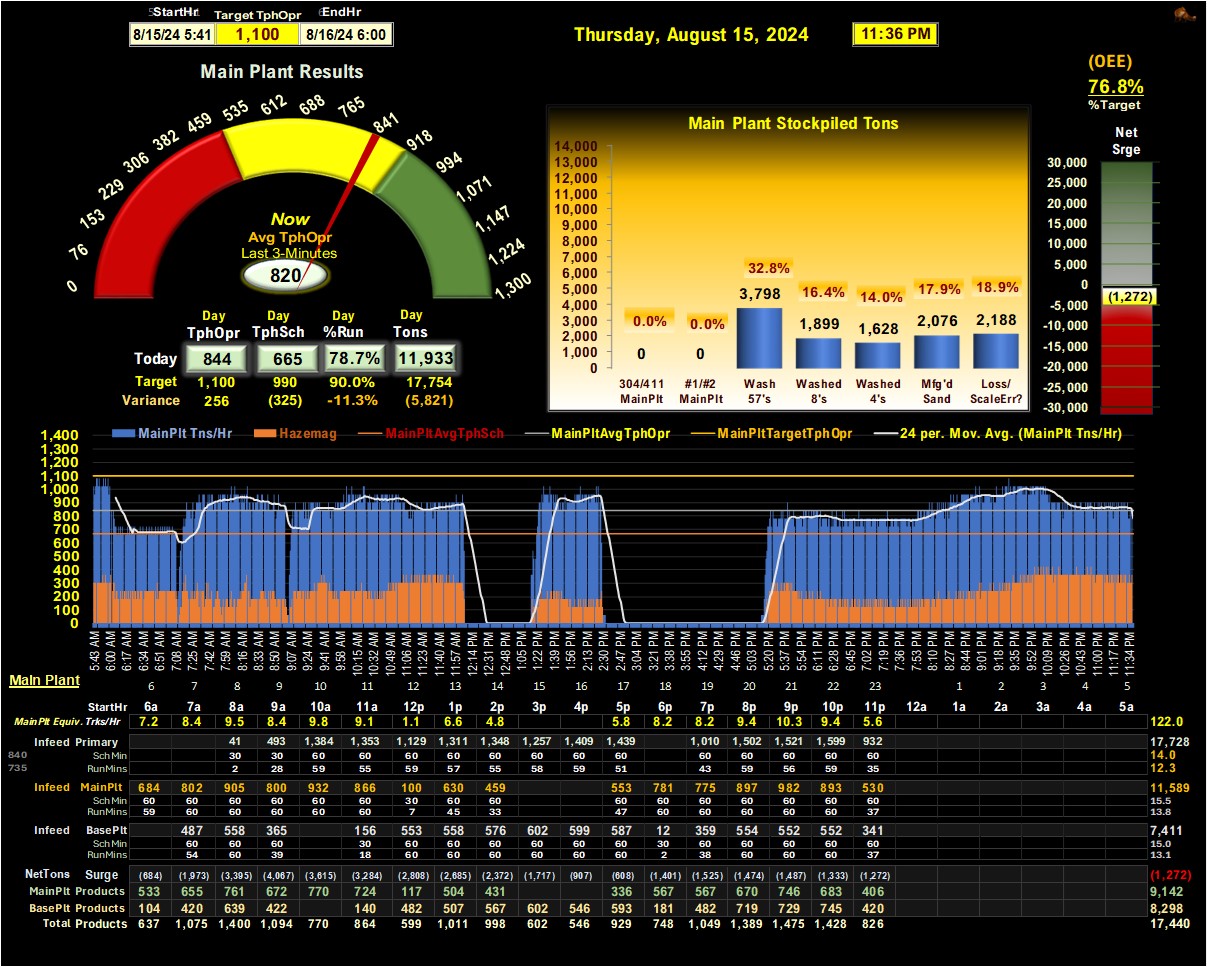 StartHr Target TphOpr EndHr
8/15/24 5:41 1,100 8/16/24 6:00
Thursday, August 15, 2024 11:36 PM
Main Plant Results
(OEE)
76.8%
%Target
Net
Srge
0 76 153 229 306 382 459 535 612 688 765 841 918 994 1,071 1,147 1,224 1,300
Now
Avg TphOpr
Last 3-Minutes
820
Day Day Day Day
TphOpr TphSch %Run Tons
Today 844 665 78.7% 11,933
Target 1,100 990 90.0% 17,754
Variance 256 (325) -11.3% (5,821)
Main Plant Stockpiled Tons
14,000
13,000
12,000
11,000
10,000
9,000
8,000
7,000
6,000
5,000
4,000
3,000
2,000
1,000
0
0.0% 0.0% 32.8% 16.4% 14.0% 17.9% 18.9%
0 0 3,798 1,899 1,628 2,076 2,188
304/411 #1/#2 Wash Washed Washed Mfg'd Loss/
MainPlt MainPlt 57's 8's 4's Sand ScaleErr?
30,000
25,000
20,000
15,000
10,000
5,000
0
(1,272)
-5,000
-10,000
-15,000
-20,000
-25,000
-30,000
MainPlt Tns/Hr Hazemag MainPltAvgTphSch MainPltAvgTphOpr MainPltTargetTphOpr 24 per. Mov. Avg. (MainPlt Tns/Hr)
1,400
1,300
1,200
1,100
1,000
900
800
700
600
500
400
300
200
100
0
5:43 AM 6:00 AM 6:17 AM 6:34 AM 6:51 AM 7:08 AM 7:25 AM 7:42 AM 7:59 AM 8:16 AM 8:33 AM 8:50 AM 9:07 AM 9:24 AM 9:41 AM 9:58 AM 10:15 AM 10:32 AM 10:49 AM 11:06 AM 11:23 AM 11:40 AM 11:57 AM 12:14 PM 12:31 PM 12:48 PM 1:05 PM 1:22 PM 1:39 PM 1:56 PM 2:13 PM 2:30 PM 2:47 PM 3:04 PM 3:21 PM 3:38 PM 3:55 PM 4:12 PM 4:29 PM 4:46 PM 5:03 PM 5:20 PM 5:37 PM 5:54 PM 6:11 PM 6:28 PM 6:45 PM 7:02 PM 7:19 PM 7:36 PM 7:53 PM 8:10 PM 8:27 PM 8:44 PM 9:01 PM 9:18 PM 9:35 PM 9:52 PM 10:09 PM 10:26 PM 10:43 PM 11:00 PM 11:17 PM 11:34 PM
Main Plant 6 7 8 9 10 11 12 13 14 15 16 17 18 19 20 21 22 23 1 2 3 4 5
StartHr 6a 7a 8a 9a 10a 11a 12p 1p 2p 3p 4p 5p 6p 7p 8p 9p 10p 11p 12a 1a 2a 3a 4a 5a
MainPlt Equiv. Trks/Hr 7.2 8.4 9.5 8.4 9.8 9.1 1.1 6.6 4.8 5.8 8.2 8.2 9.4 10.3 9.4 5.6 122.0
Infeed Primary 41 493 1,384 1,353 1,129 1,311 1,348 1,257 1,409 1,439 1,010 1,502 1,521 1,599 932 17,728
840 Sch Min 30 30 60 60 60 60 60 60 60 60 60 60 60 60 60 14.0
735 RunMins 2 28 59 55 59 57 55 58 59 51 43 59 56 59 35 12.3
Infeed MainPlt 684 802 905 800 932 866 100 630 459 553 781 775 897 982 893 530 11,589
Sch Min 60 60 60 60 60 60 30 60 60 60 60 60 60 60 60 60 15.5
RunMins 59 60 60 60 60 60 7 45 33 47 60 60 60 60 60 37 13.8
Infeed BasePlt 487 558 365 156 553 558 576 602 599 587 12 359 554 552 552 341 7,411
Sch Min 60 60 60 30 60 60 60 60 60 60 30 60 60 60 60 60 15.0
RunMins 54 60 39 18 60 60 60 60 60 60 2 38 60 60 60 37 13.1
NetTons Surge (684) (1,973) (3,395) (4,067) (3,615) (3,284) (2,808) (2,685) (2,372) (1,717) (907) (608) (1,401) (1,525) (1,474) (1,487) (1,333) (1,272) (1,272)
MainPlt Products 533 655 761 672 770 724 117 504 431 336 567 567 670 746 683 406 9,142
BasePlt Products 104 420 639 422 140 482 507 567 602 546 593 181 482 719 729 745 420 8,298
Total Products 637 1,075 1,400 1,094 770 864 599 1,011 998 602 546 929 748 1,049 1,389 1,475 1,428 826 17,440